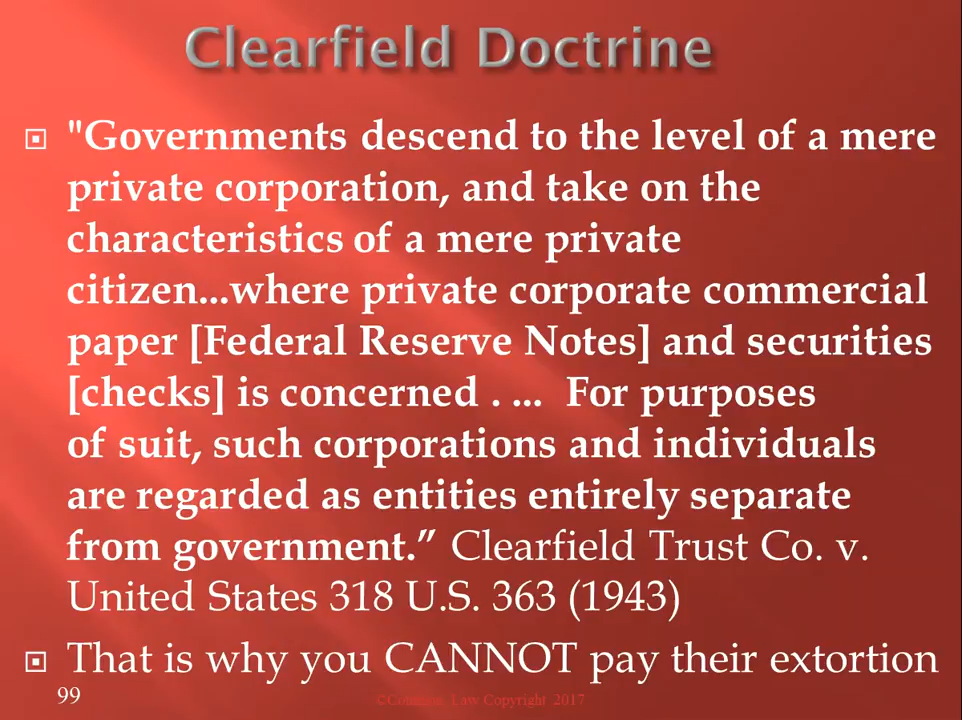 Clearfield Doctrine
"Governments descend to the level of a mere
private corporation, and take on the
characteristics of a mere private
citizen...where private corporate commercial
paper [Federal Reserve Notes] and securities
[checks] is concerned . ... For purposes
of suit, such corporations and individuals
are regarded as entities entirely separate
from government.” Clearfield Trust Co. v.
United States 318 U.S. 363 (1943)
That is why you CANNOT pay their extortion
99
©Common Law Copyright 2017